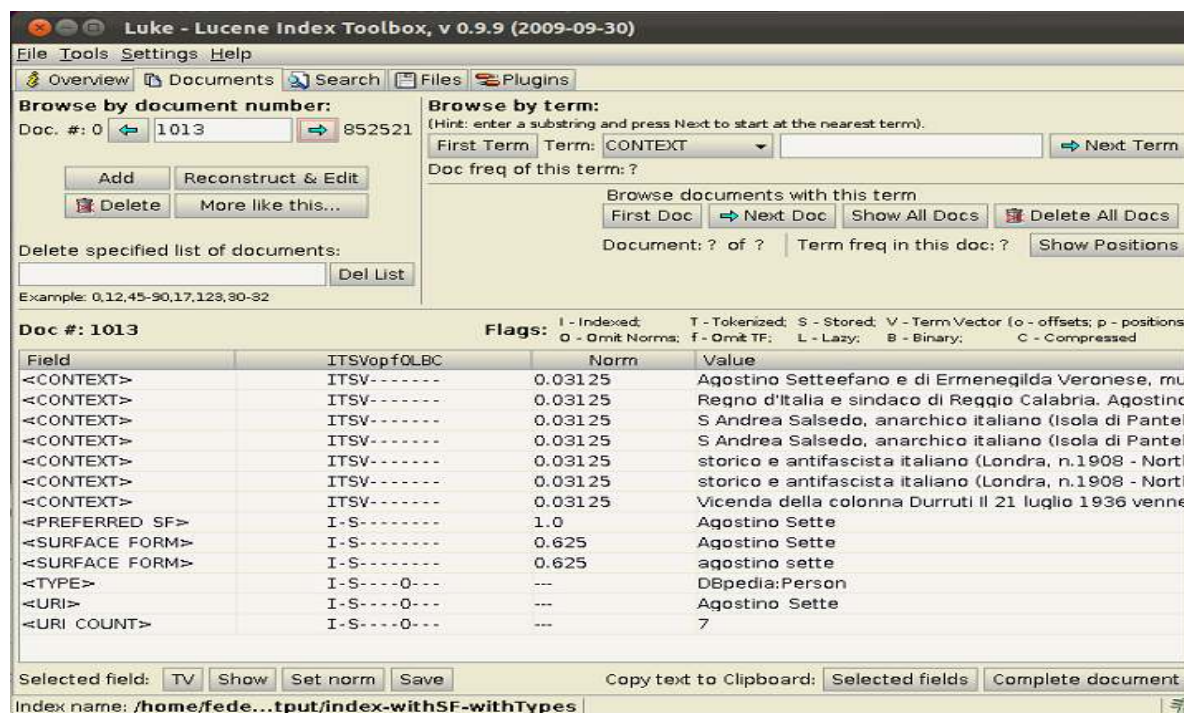 Luke - Lucene Index Toolbox, v 0.9.9 (2009-09-30)
File Tools Settings Help
Overview Documents Search Files Plugins
Browse by document number:
Doc. #: 0 1013 852521
Add Reconstruct & Edit
Delete More like this...
Delete specified list of documents:
Del List
Example: 0,12,45-90,17,123,30-32
Browse by term:
(Hint: enter a substring and press Next to start at the nearest term).
First Term Term: CONTEXT Next Term
Doc freq of this term: ?
Browse documents with this term
First Doc Next Doc Show All Docs Delete All Docs
Document: ? of ? Term freq in this doc: ? Show Positions
Doc #: 1013
Flags: I - Indexed; T - Tokenized; S - Stored; V - Term Vector (o - offsets; p - positions
O - Omit Norms; f - Omit TF; L - Lazy; B - Binary; C - Compressed
Field ITSVopfOLBC Norm Value
<CONTEXT> ITSV------- 0.03125 Agostino Setteefano e di Ermenegilda Veronese, mu
<CONTEXT> ITSV------- 0.03125 Regno d'Italia e sindaco di Reggio Calabria. Agostino
<CONTEXT> ITSV------- 0.03125 S Andrea Salsedo, anarchico italiano (Isola di Pantel
<CONTEXT> ITSV------- 0.03125 S Andrea Salsedo, anarchico italiano (Isola di Pantel
<CONTEXT> ITSV------- 0.03125 storico e antifascista italiano (Londra, n.1908 - Nort
<CONTEXT> ITSV------- 0.03125 storico e antifascista italiano (Londra, n.1908 - Nort
<CONTEXT> ITSV------- 0.03125 Vicenda della colonna Durruti Il 21 luglio 1936 venne
<PREFERRED SF> I-S-------- 1.0 Agostino Sette
<SURFACE FORM> I-S-------- 0.625 Agostino Sette
<SURFACE FORM> I-S-------- 0.625 agostino sette
<TYPE> I-S----O--- --- DBpedia:Person
<URI> I-S----O--- --- Agostino Sette
<URI COUNT> I-S----O--- --- 7
Selected field: TV Show Set norm Save Copy text to Clipboard: Selected fields Complete document
Index name: /home/fede...tput/index-withSF-withTypes